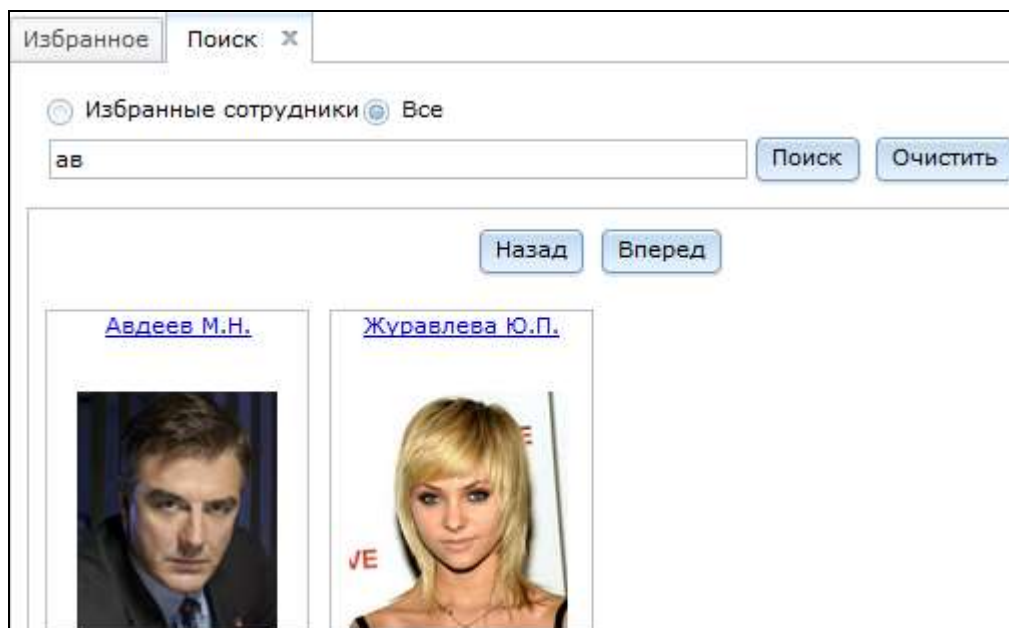 Избранное Поиск x
Избранные сотрудники Все
ав Поиск Очистить
Назад Вперед
Авдеев М.Н. Журавлева Ю.П.
E
VE